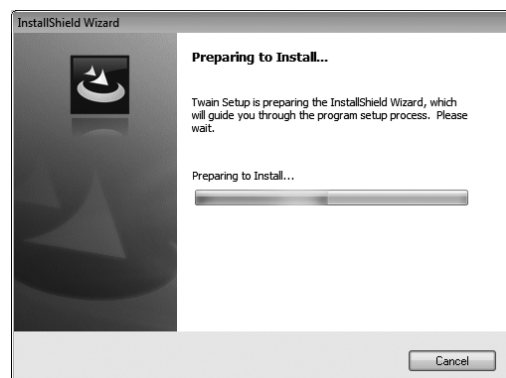 InstallShield Wizard
Preparing to Install...
Twain Setup is preparing the InstallShield Wizard, which
will guide you through the program setup process. Please
wait.
Preparing to Install...
Cancel